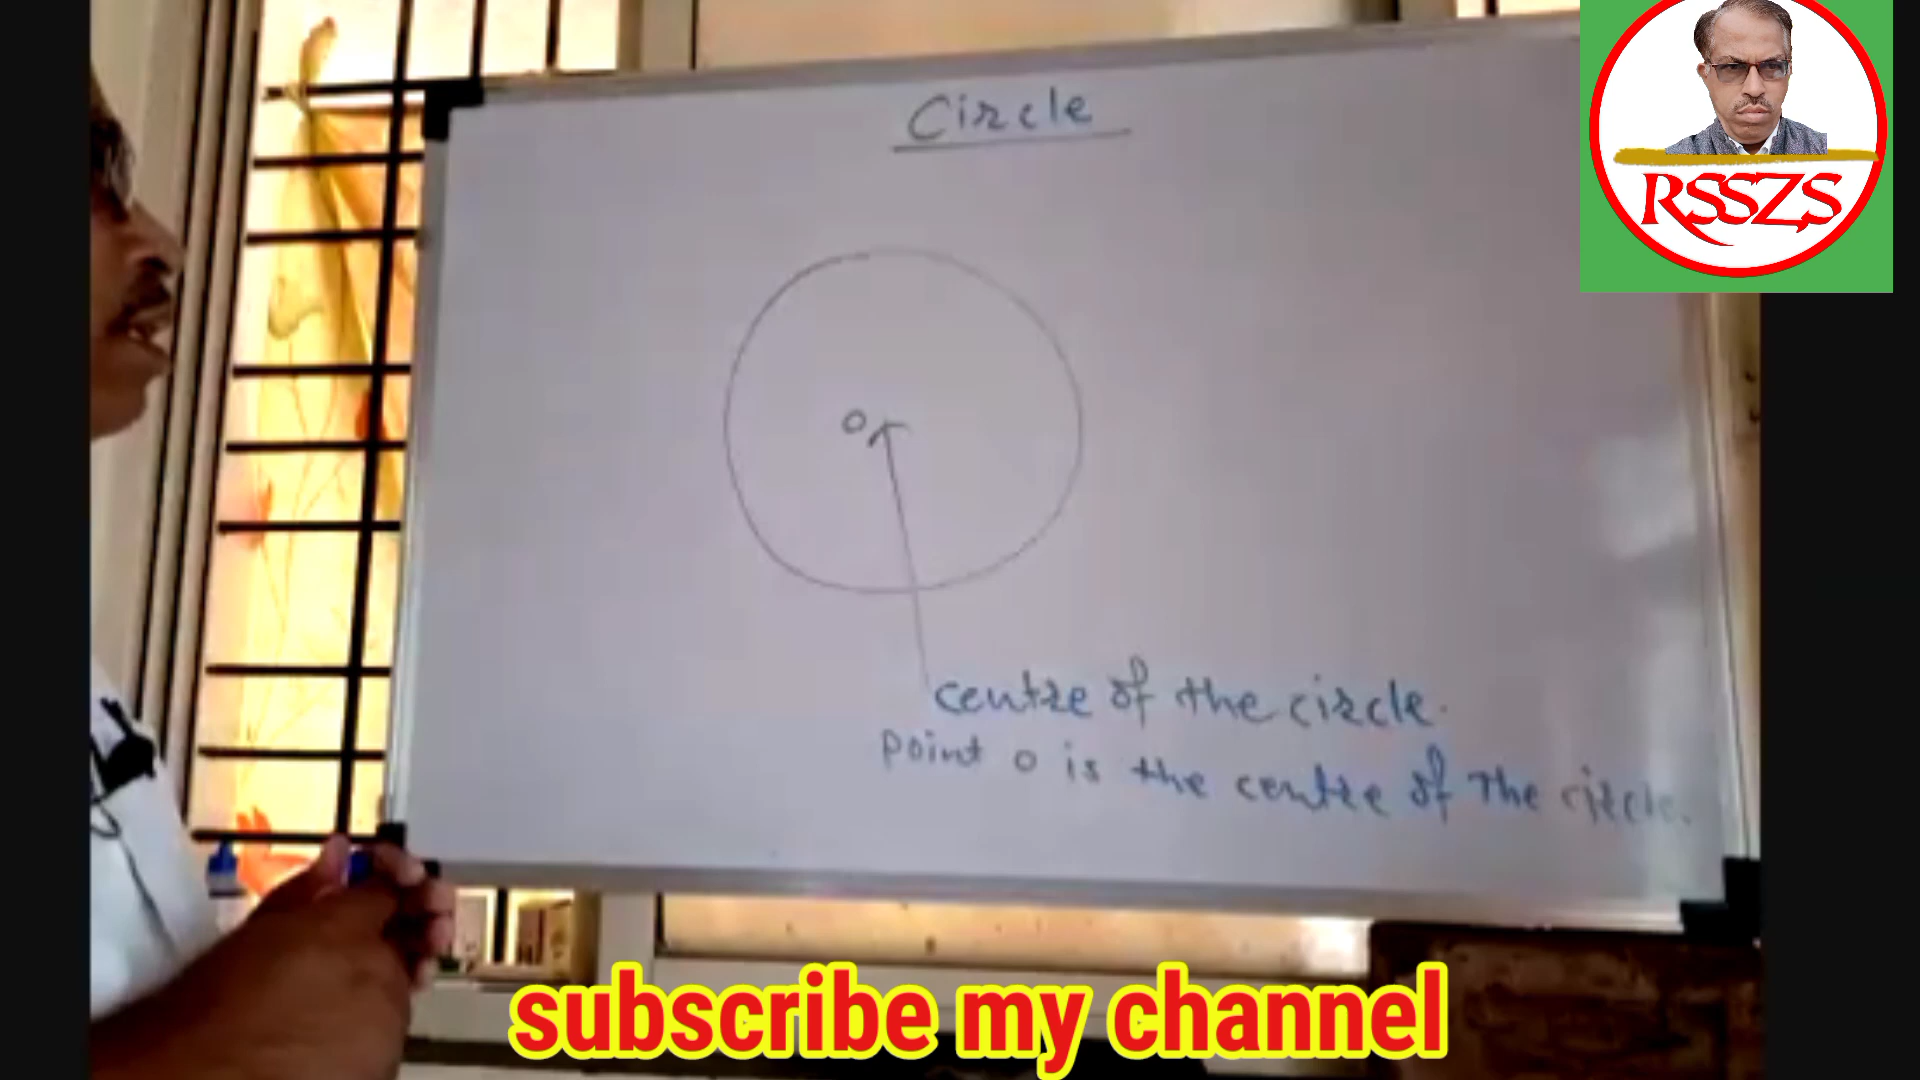 Circle
RSSZS
o
centre of the circle.
point o is the centre of the circle.
subscribe my channel